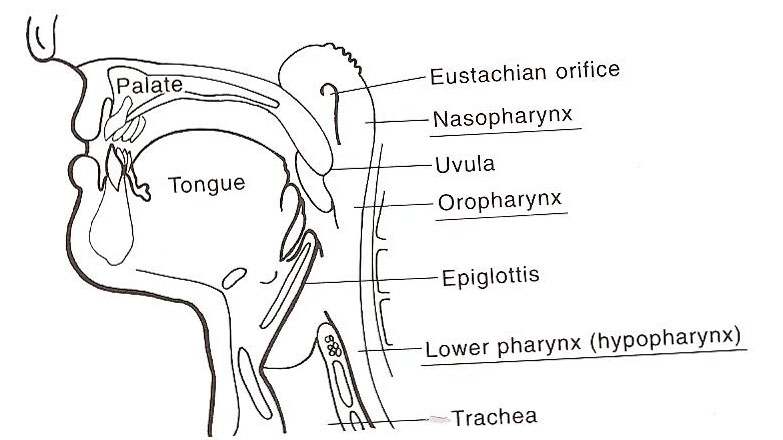 Palate
Eustachian orifice
Nasopharynx
Uvula
Tongue
Oropharynx
Epiglottis
Lower pharynx (hypopharynx)
Trachea